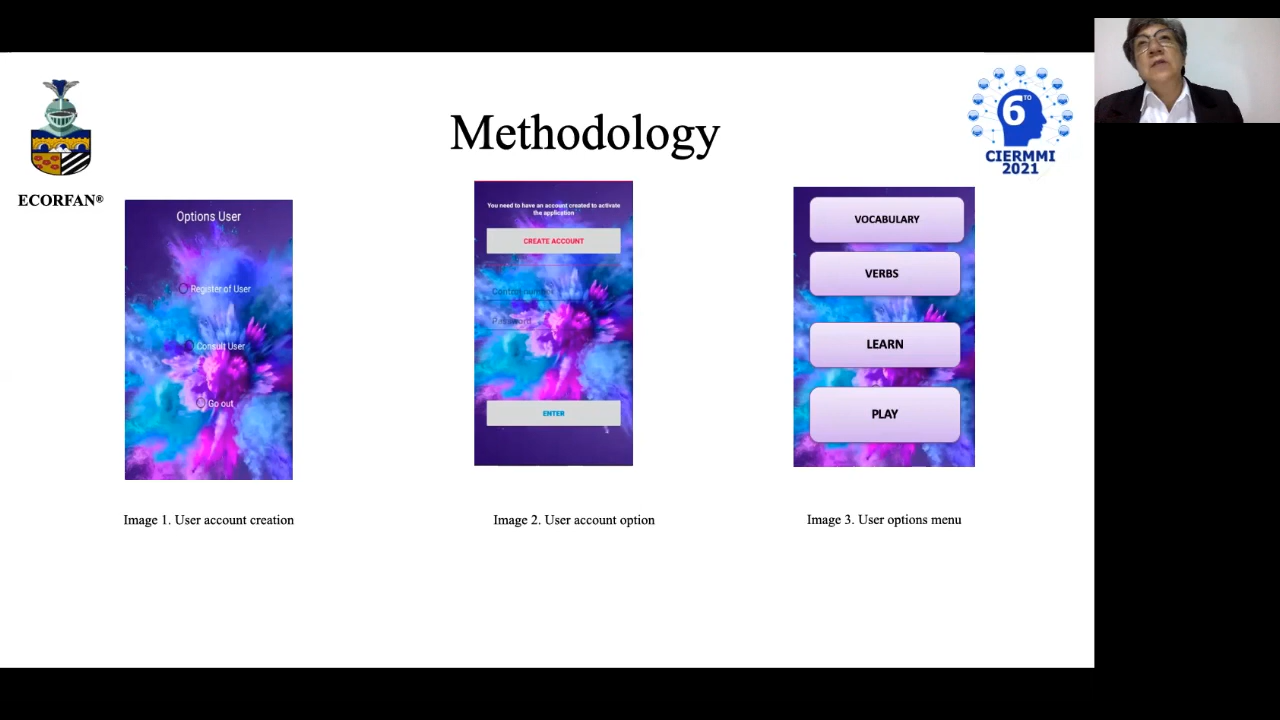 Methodology
ECORFAN®
6TO
CIERMMI
2021
Options User
Register of User
Consult User
Go out
Image 1. User account creation
You need to have an account created to activate
the application
CREATE ACCOUNT
Password
ENTER
Image 2. User account option
VOCABULARY
VERBS
LEARN
PLAY
Image 3. User options menu